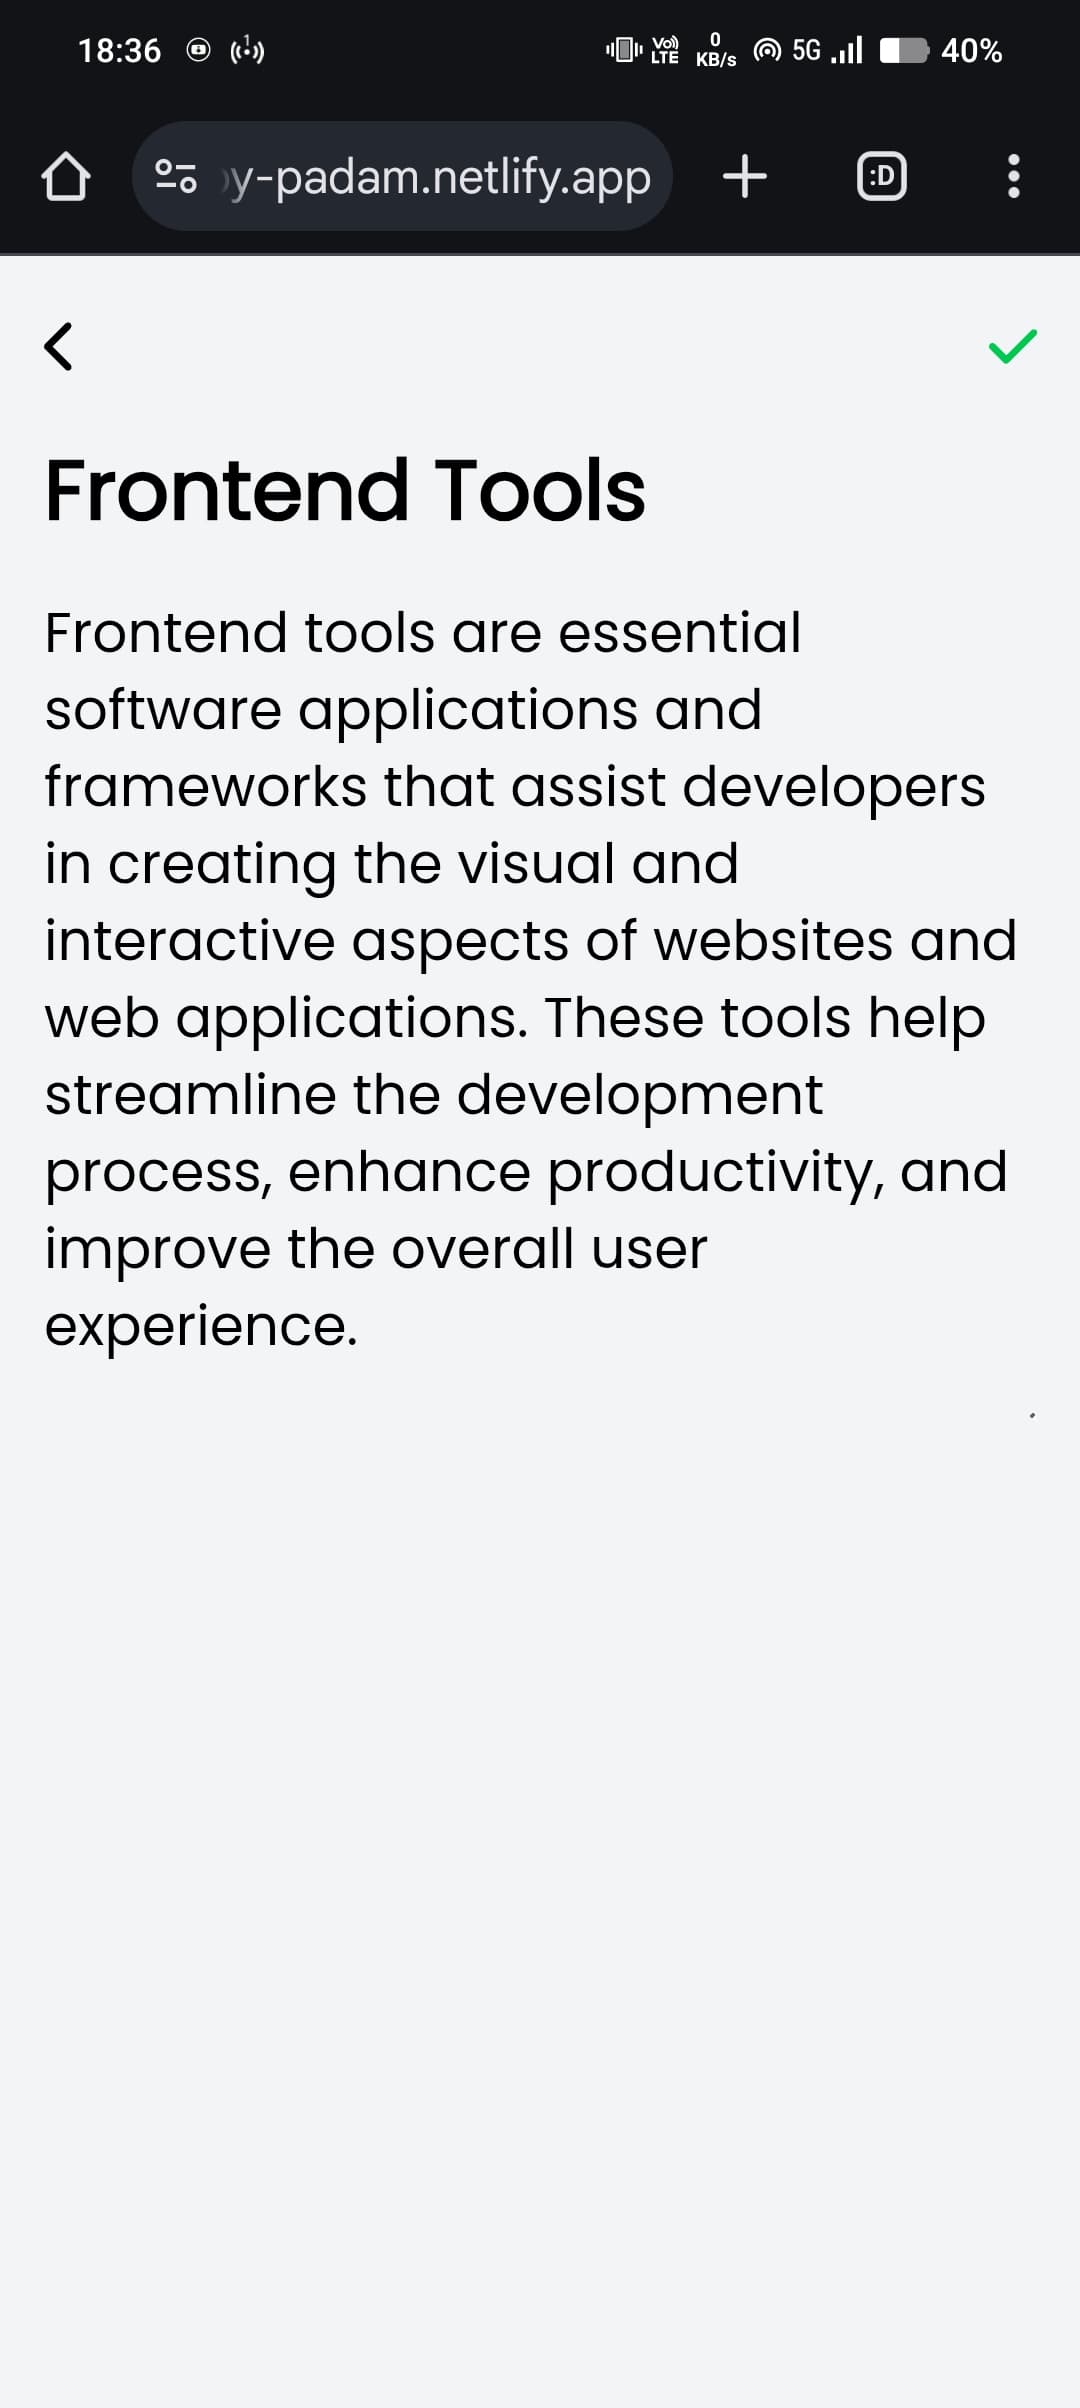 18:36 1 Vo) LTE 0 KB/s 5G 40%
y-padam.netlify.app :D
Frontend Tools
Frontend tools are essential
software applications and
frameworks that assist developers
in creating the visual and
interactive aspects of websites and
web applications. These tools help
streamline the development
process, enhance productivity, and
improve the overall user
experience.